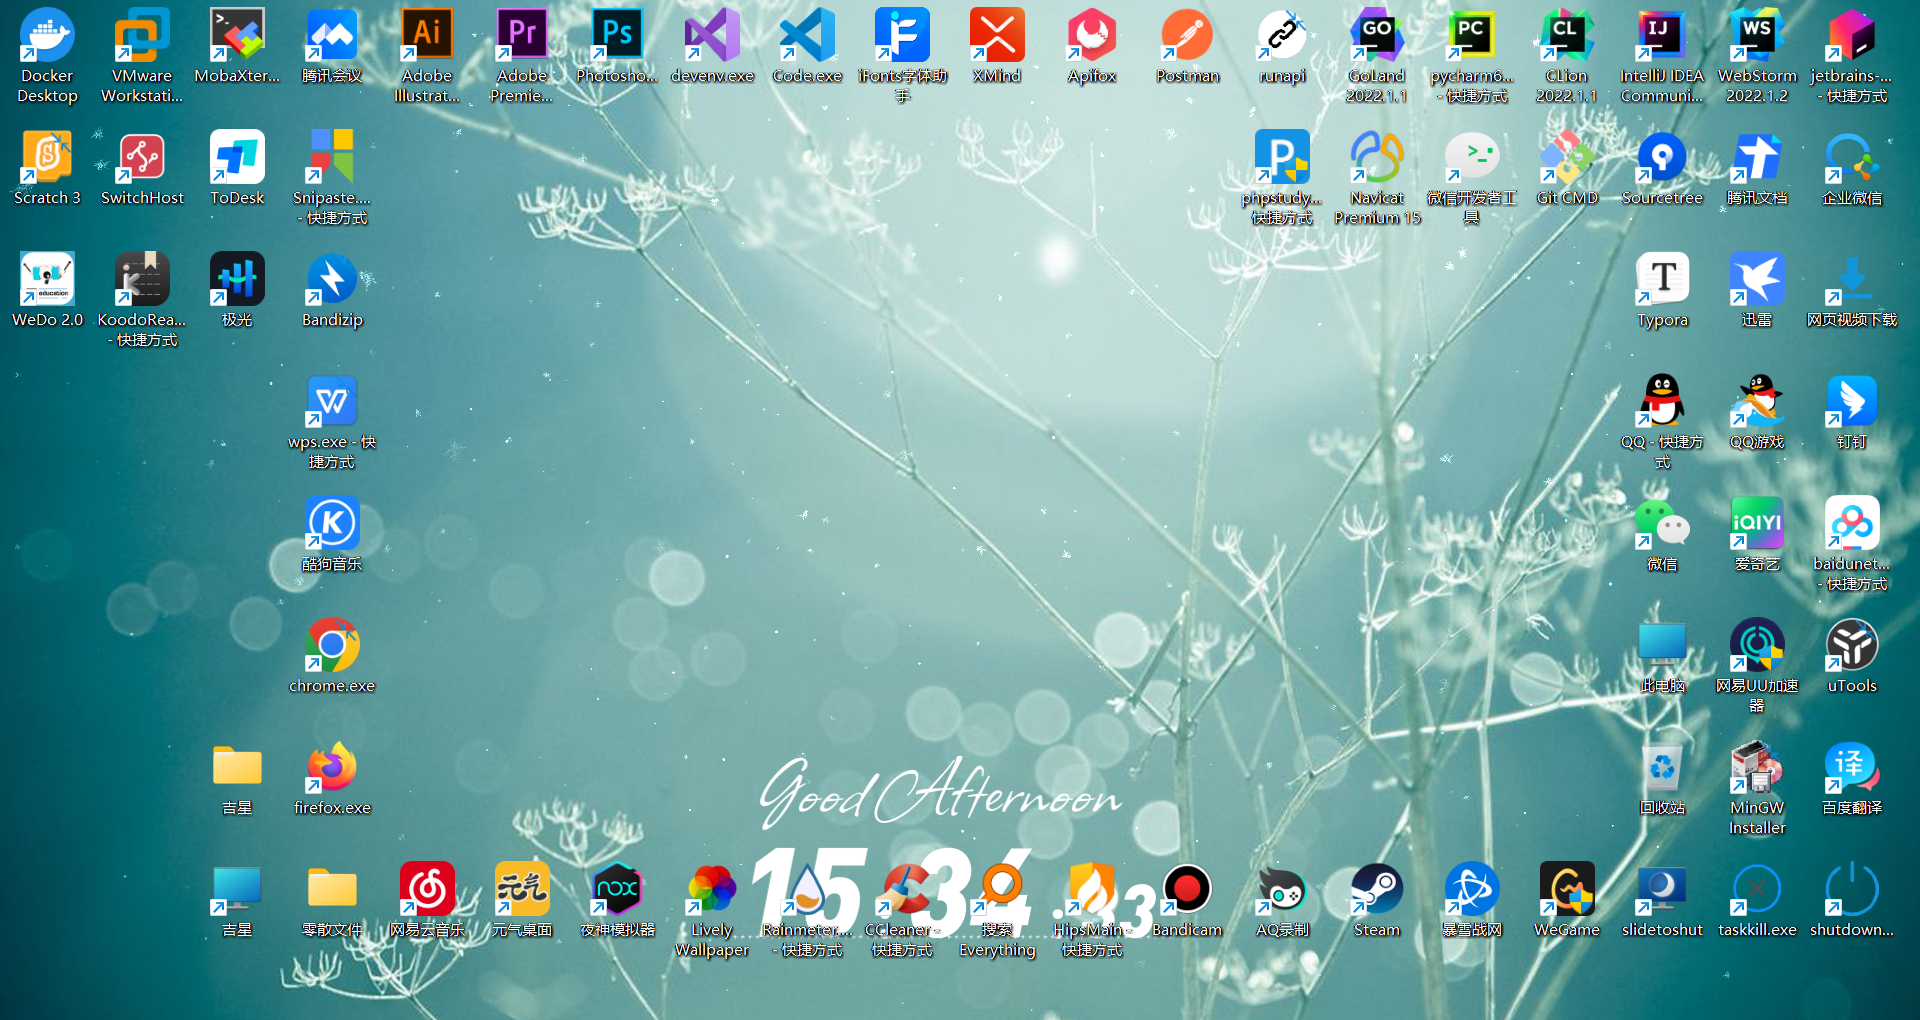 Docker
Desktop
VMware
Workstati...
MobaXter...
腾讯会议
Adobe
Illustrat...
Adobe
Premie...
Photosho...
devenv.exe
Code.exe
iFonts字体助
手
XMind
Apifox
Postman
runapi
GoLand
2022.1.1
pycharm6...
- 快捷方式
CLion
2022.1.1
IntelliJ IDEA
Communi...
WebStorm
2022.1.2
jetbrains-...
- 快捷方式
Scratch 3
SwitchHost
ToDesk
Snipaste....
- 快捷方式
phpstudy...
快捷方式
Navicat
Premium 15
微信开发者工
具
Git CMD
Sourcetree
腾讯文档
企业微信
WeDo 2.0
KoodoRea...
- 快捷方式
极光
Bandizip
Typora
迅雷
网页视频下载
wps.exe - 快
捷方式
QQ - 快捷方
式
QQ游戏
钉钉
酷狗音乐
微信
iQIYI
爱奇艺
baidunet...
- 快捷方式
chrome.exe
此电脑
网易UU加速
器
uTools
吉星
firefox.exe
Good Afternoon
回收站
MinGW
Installer
译
百度翻译
15 34 .33
吉星
零散文件
网易云音乐
元气
元气桌面
nox
夜神模拟器
Lively
Wallpaper
Rainmeter....
- 快捷方式
CCleaner -
快捷方式
搜索
Everything
HipsMain -
快捷方式
Bandicam
AQ录制
Steam
暴雪战网
WeGame
slidetoshut
taskkill.exe
shutdown...